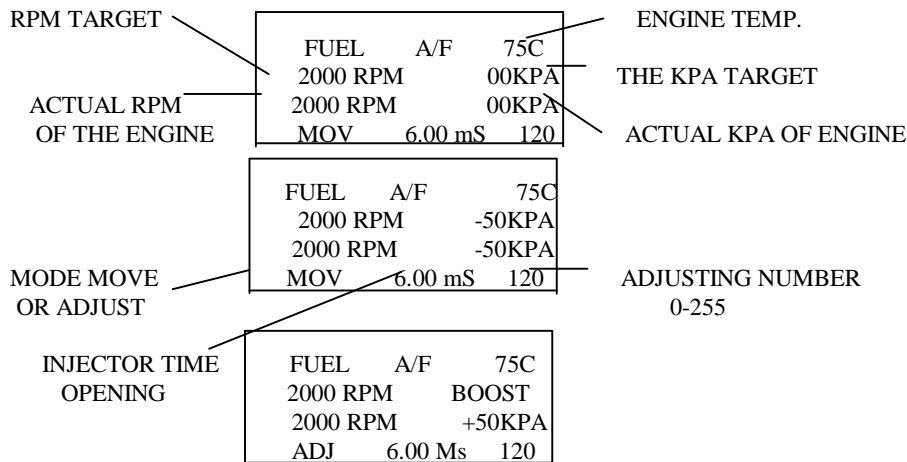 RPM TARGET
ENGINE TEMP.
FUEL A/F 75C
2000 RPM 00KPA
THE KPA TARGET
ACTUAL RPM
OF THE ENGINE
2000 RPM 00KPA
MOV 6.00 mS 120
ACTUAL KPA OF ENGINE
FUEL A/F 75C
2000 RPM -50KPA
2000 RPM -50KPA
MODE MOVE
OR ADJUST
MOV 6.00 mS 120
ADJUSTING NUMBER
0-255
INJECTOR TIME
OPENING
FUEL A/F 75C
2000 RPM BOOST
2000 RPM +50KPA
ADJ 6.00 Ms 120